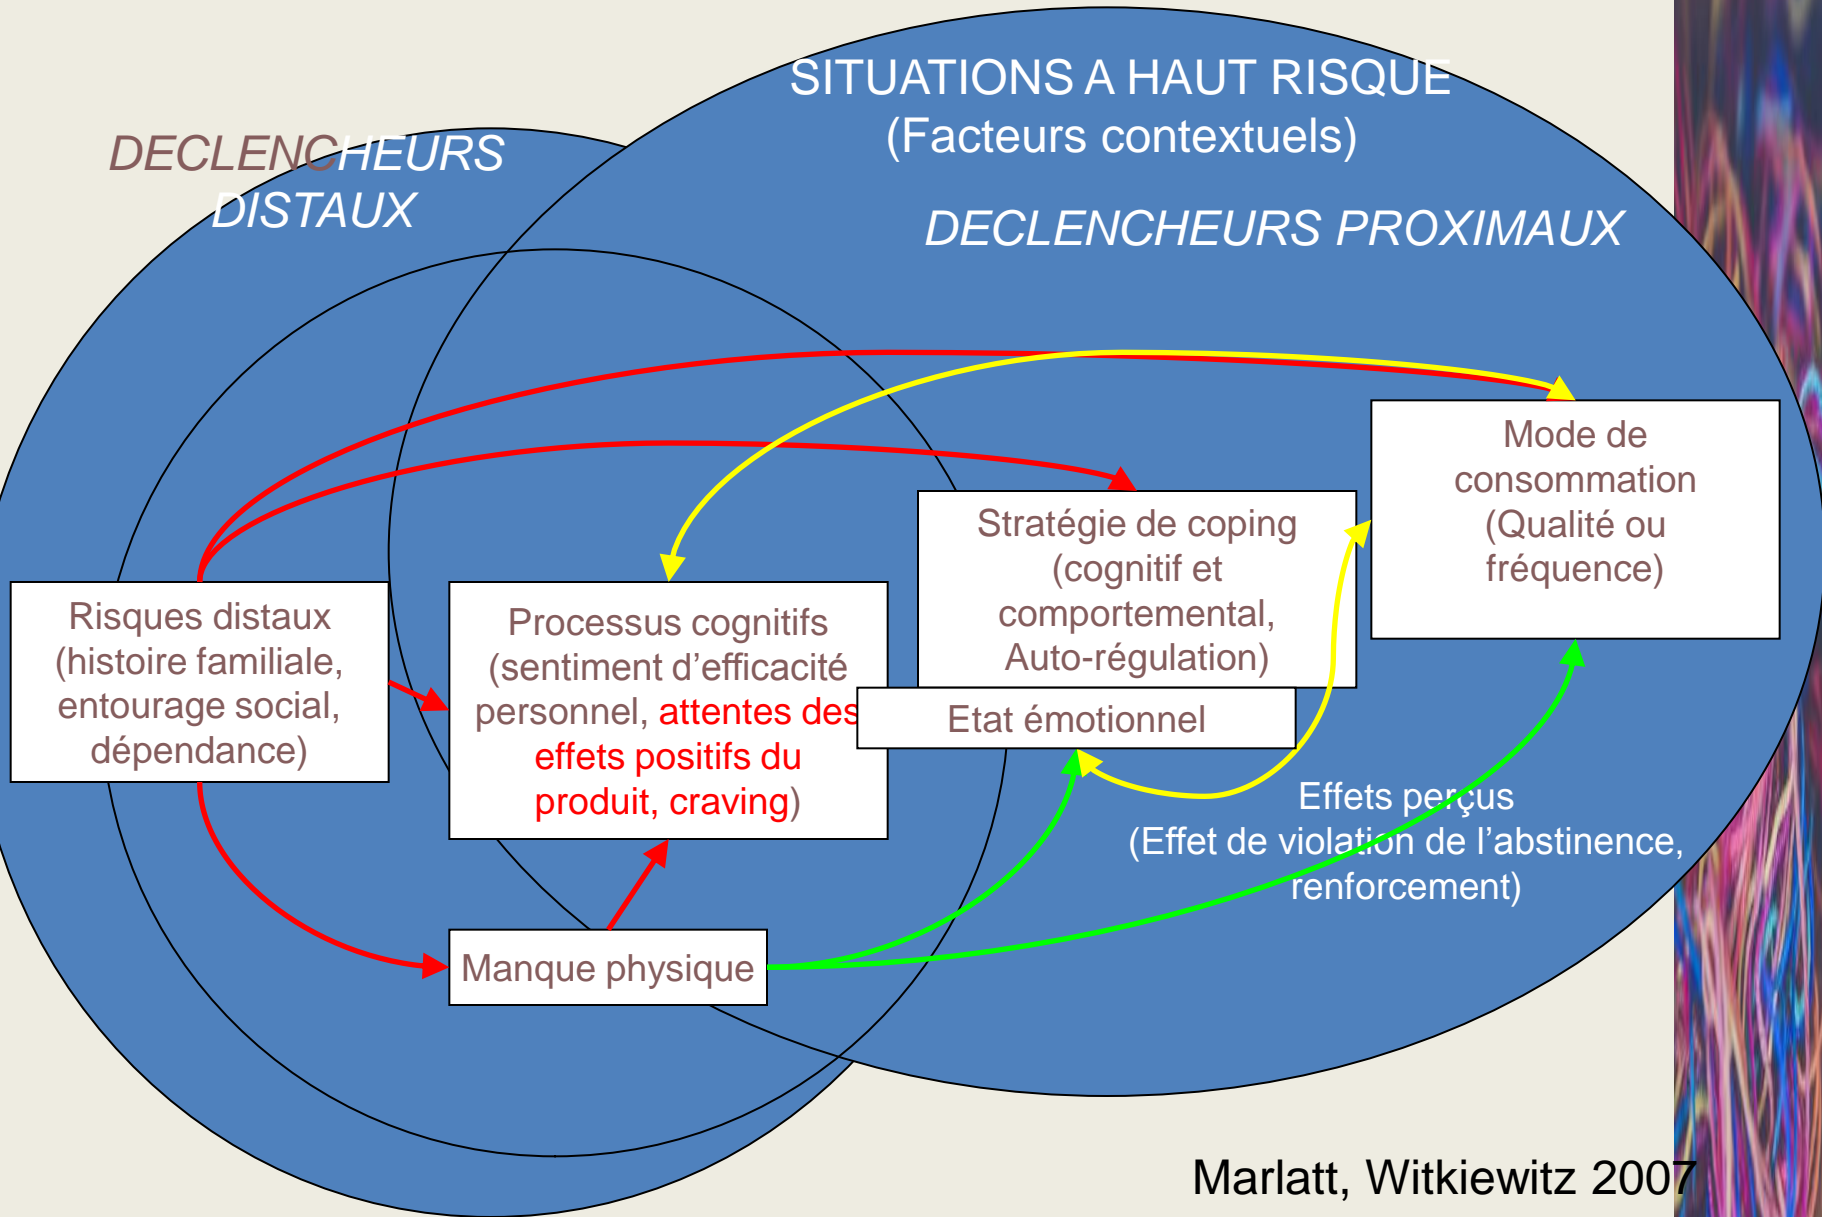 SITUATIONS A HAUT RISQUE
(Facteurs contextuels)
DECLENCHEURS
DISTAUX
DECLENCHEURS PROXIMAUX
Mode de
consommation
(Qualité ou
fréquence)
Stratégie de coping
(cognitif et
comportemental,
Auto-régulation)
Risques distaux
(histoire familiale,
entourage social,
dépendance)
Processus cognitifs
(sentiment d’efficacité
personnel, attentes des
effets positifs du
produit, craving)
Etat émotionnel
Effets perçus
(Effet de violation de l’abstinence,
renforcement)
Manque physique
Marlatt, Witkiewitz 2007